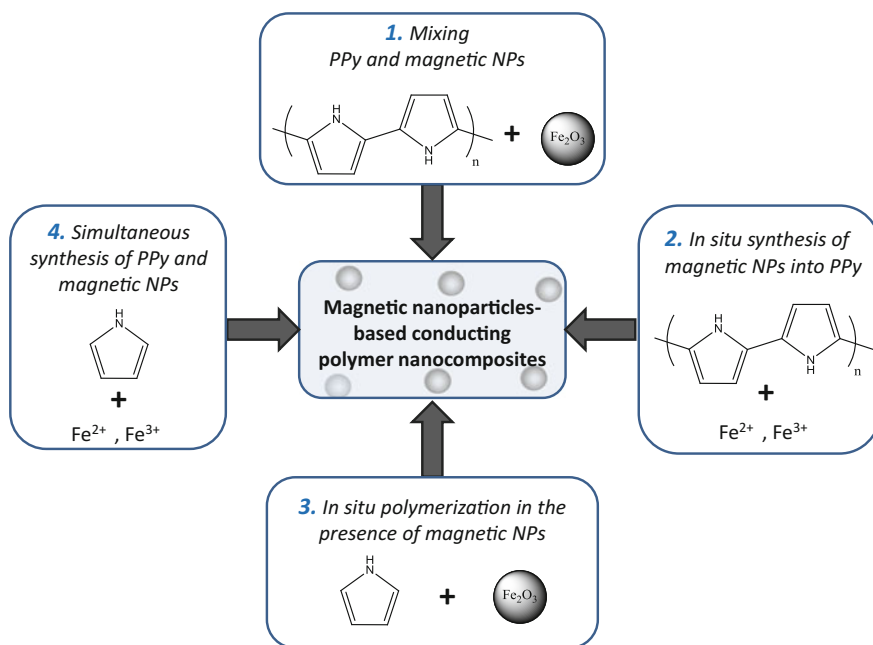 1. Mixing
PPy and magnetic NPs
H
N
N
H
n
+
Fe₂O₃
4. Simultaneous
synthesis of PPy and
magnetic NPs
H
N
+
Fe²⁺ , Fe³⁺
Magnetic nanoparticles-
based conducting
polymer nanocomposites
2. In situ synthesis of
magnetic NPs into PPy
H
N
N
H
n
+
Fe²⁺ , Fe³⁺
3. In situ polymerization in the
presence of magnetic NPs
H
N
+
Fe₂O₃